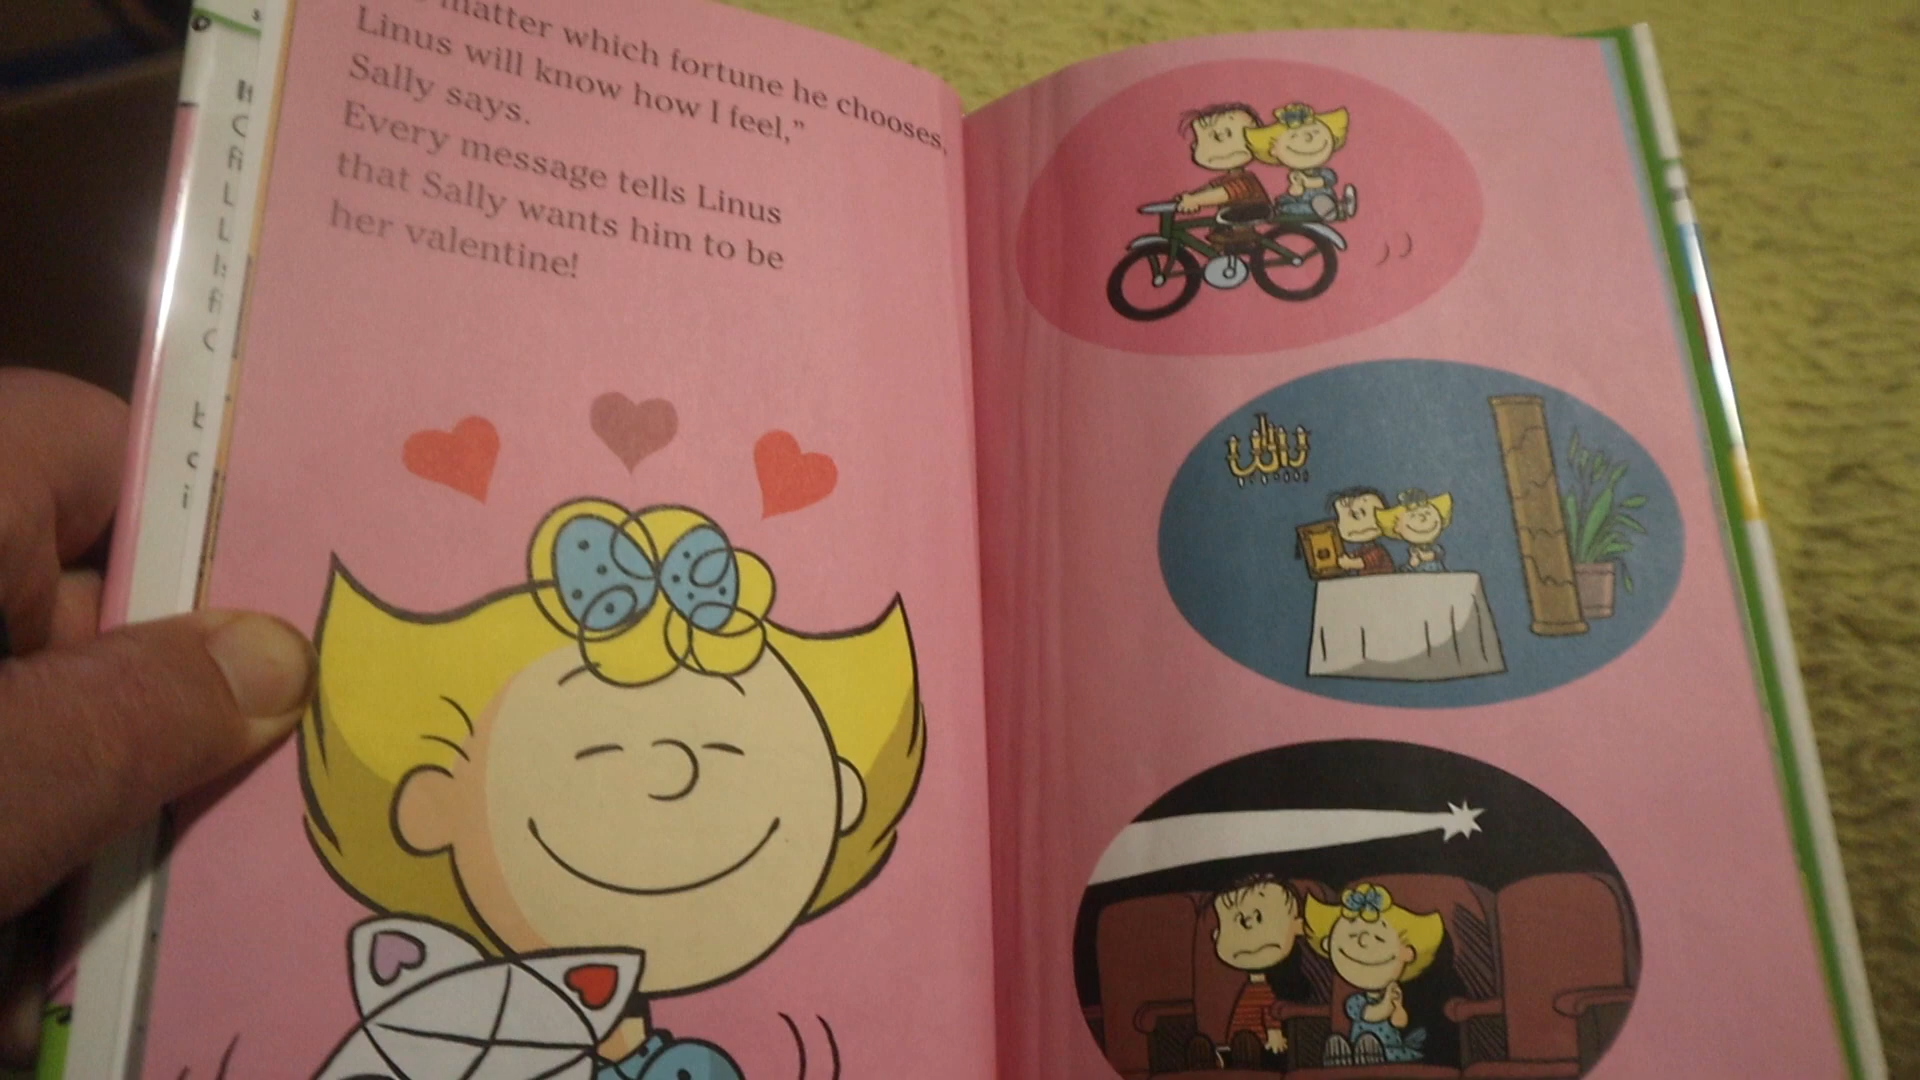 matter which fortune he chooses,
Linus will know how I feel,”
Sally says.
Every message tells Linus
that Sally wants him to be
her valentine!